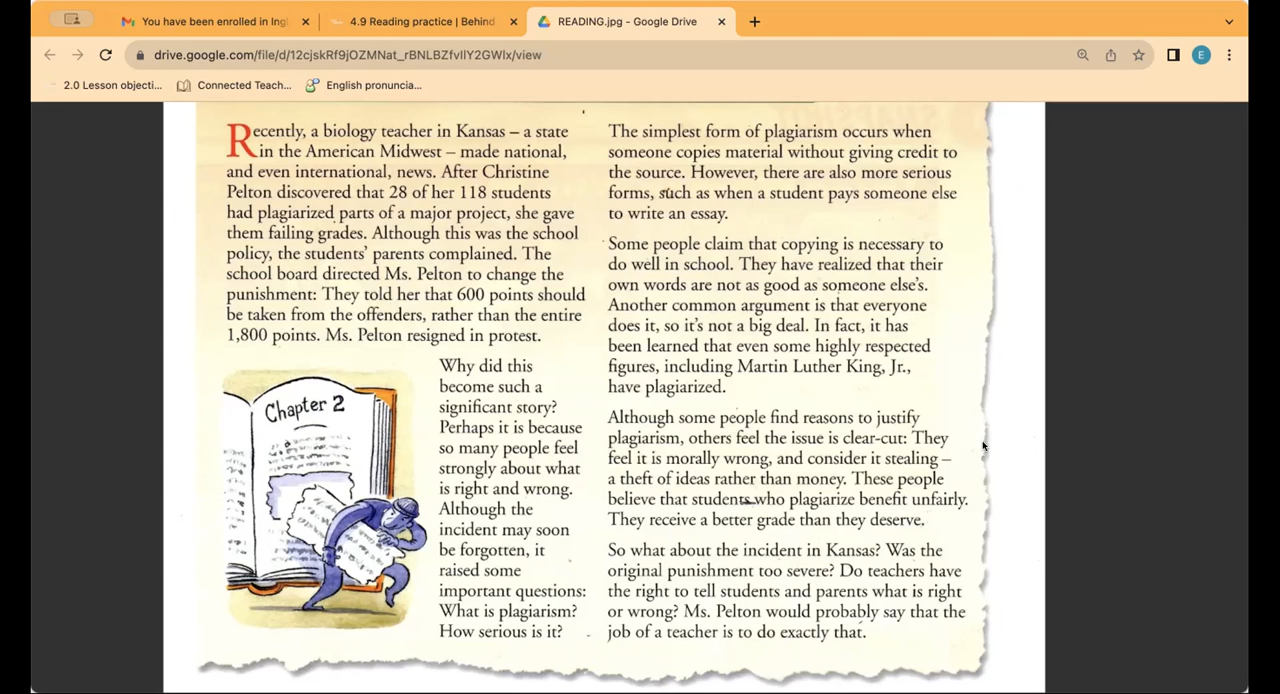 You have been enrolled in Ingl
4.9 Reading practice | Behind
READING.jpg - Google Drive
drive.google.com/file/d/12cjskRf9jOZMNat_rBNLBZfvIlY2GWlx/view
2.0 Lesson objecti...
Connected Teach...
English pronuncia...
E
Recently, a biology teacher in Kansas – a state
in the American Midwest – made national,
and even international, news. After Christine
Pelton discovered that 28 of her 118 students
had plagiarized parts of a major project, she gave
them failing grades. Although this was the school
policy, the students' parents complained. The
school board directed Ms. Pelton to change the
punishment: They told her that 600 points should
be taken from the offenders, rather than the entire
1,800 points. Ms. Pelton resigned in protest.
Chapter 2
Why did this
become such a
significant story?
Perhaps it is because
so many people feel
strongly about what
is right and wrong.
Although the
incident may soon
be forgotten, it
raised some
important questions:
What is plagiarism?
How serious is it?
The simplest form of plagiarism occurs when
someone copies material without giving credit to
the source. However, there are also more serious
forms, such as when a student pays someone else
to write an essay.
Some people claim that copying is necessary to
do well in school. They have realized that their
own words are not as good as someone else's.
Another common argument is that everyone
does it, so it's not a big deal. In fact, it has
been learned that even some highly respected
figures, including Martin Luther King, Jr.,
have plagiarized.
Although some people find reasons to justify
plagiarism, others feel the issue is clear-cut: They
feel it is morally wrong, and consider it stealing –
a theft of ideas rather than money. These people
believe that students who plagiarize benefit unfairly.
They receive a better grade than they deserve.
So what about the incident in Kansas? Was the
original punishment too severe? Do teachers have
the right to tell students and parents what is right
or wrong? Ms. Pelton would probably say that the
job of a teacher is to do exactly that.